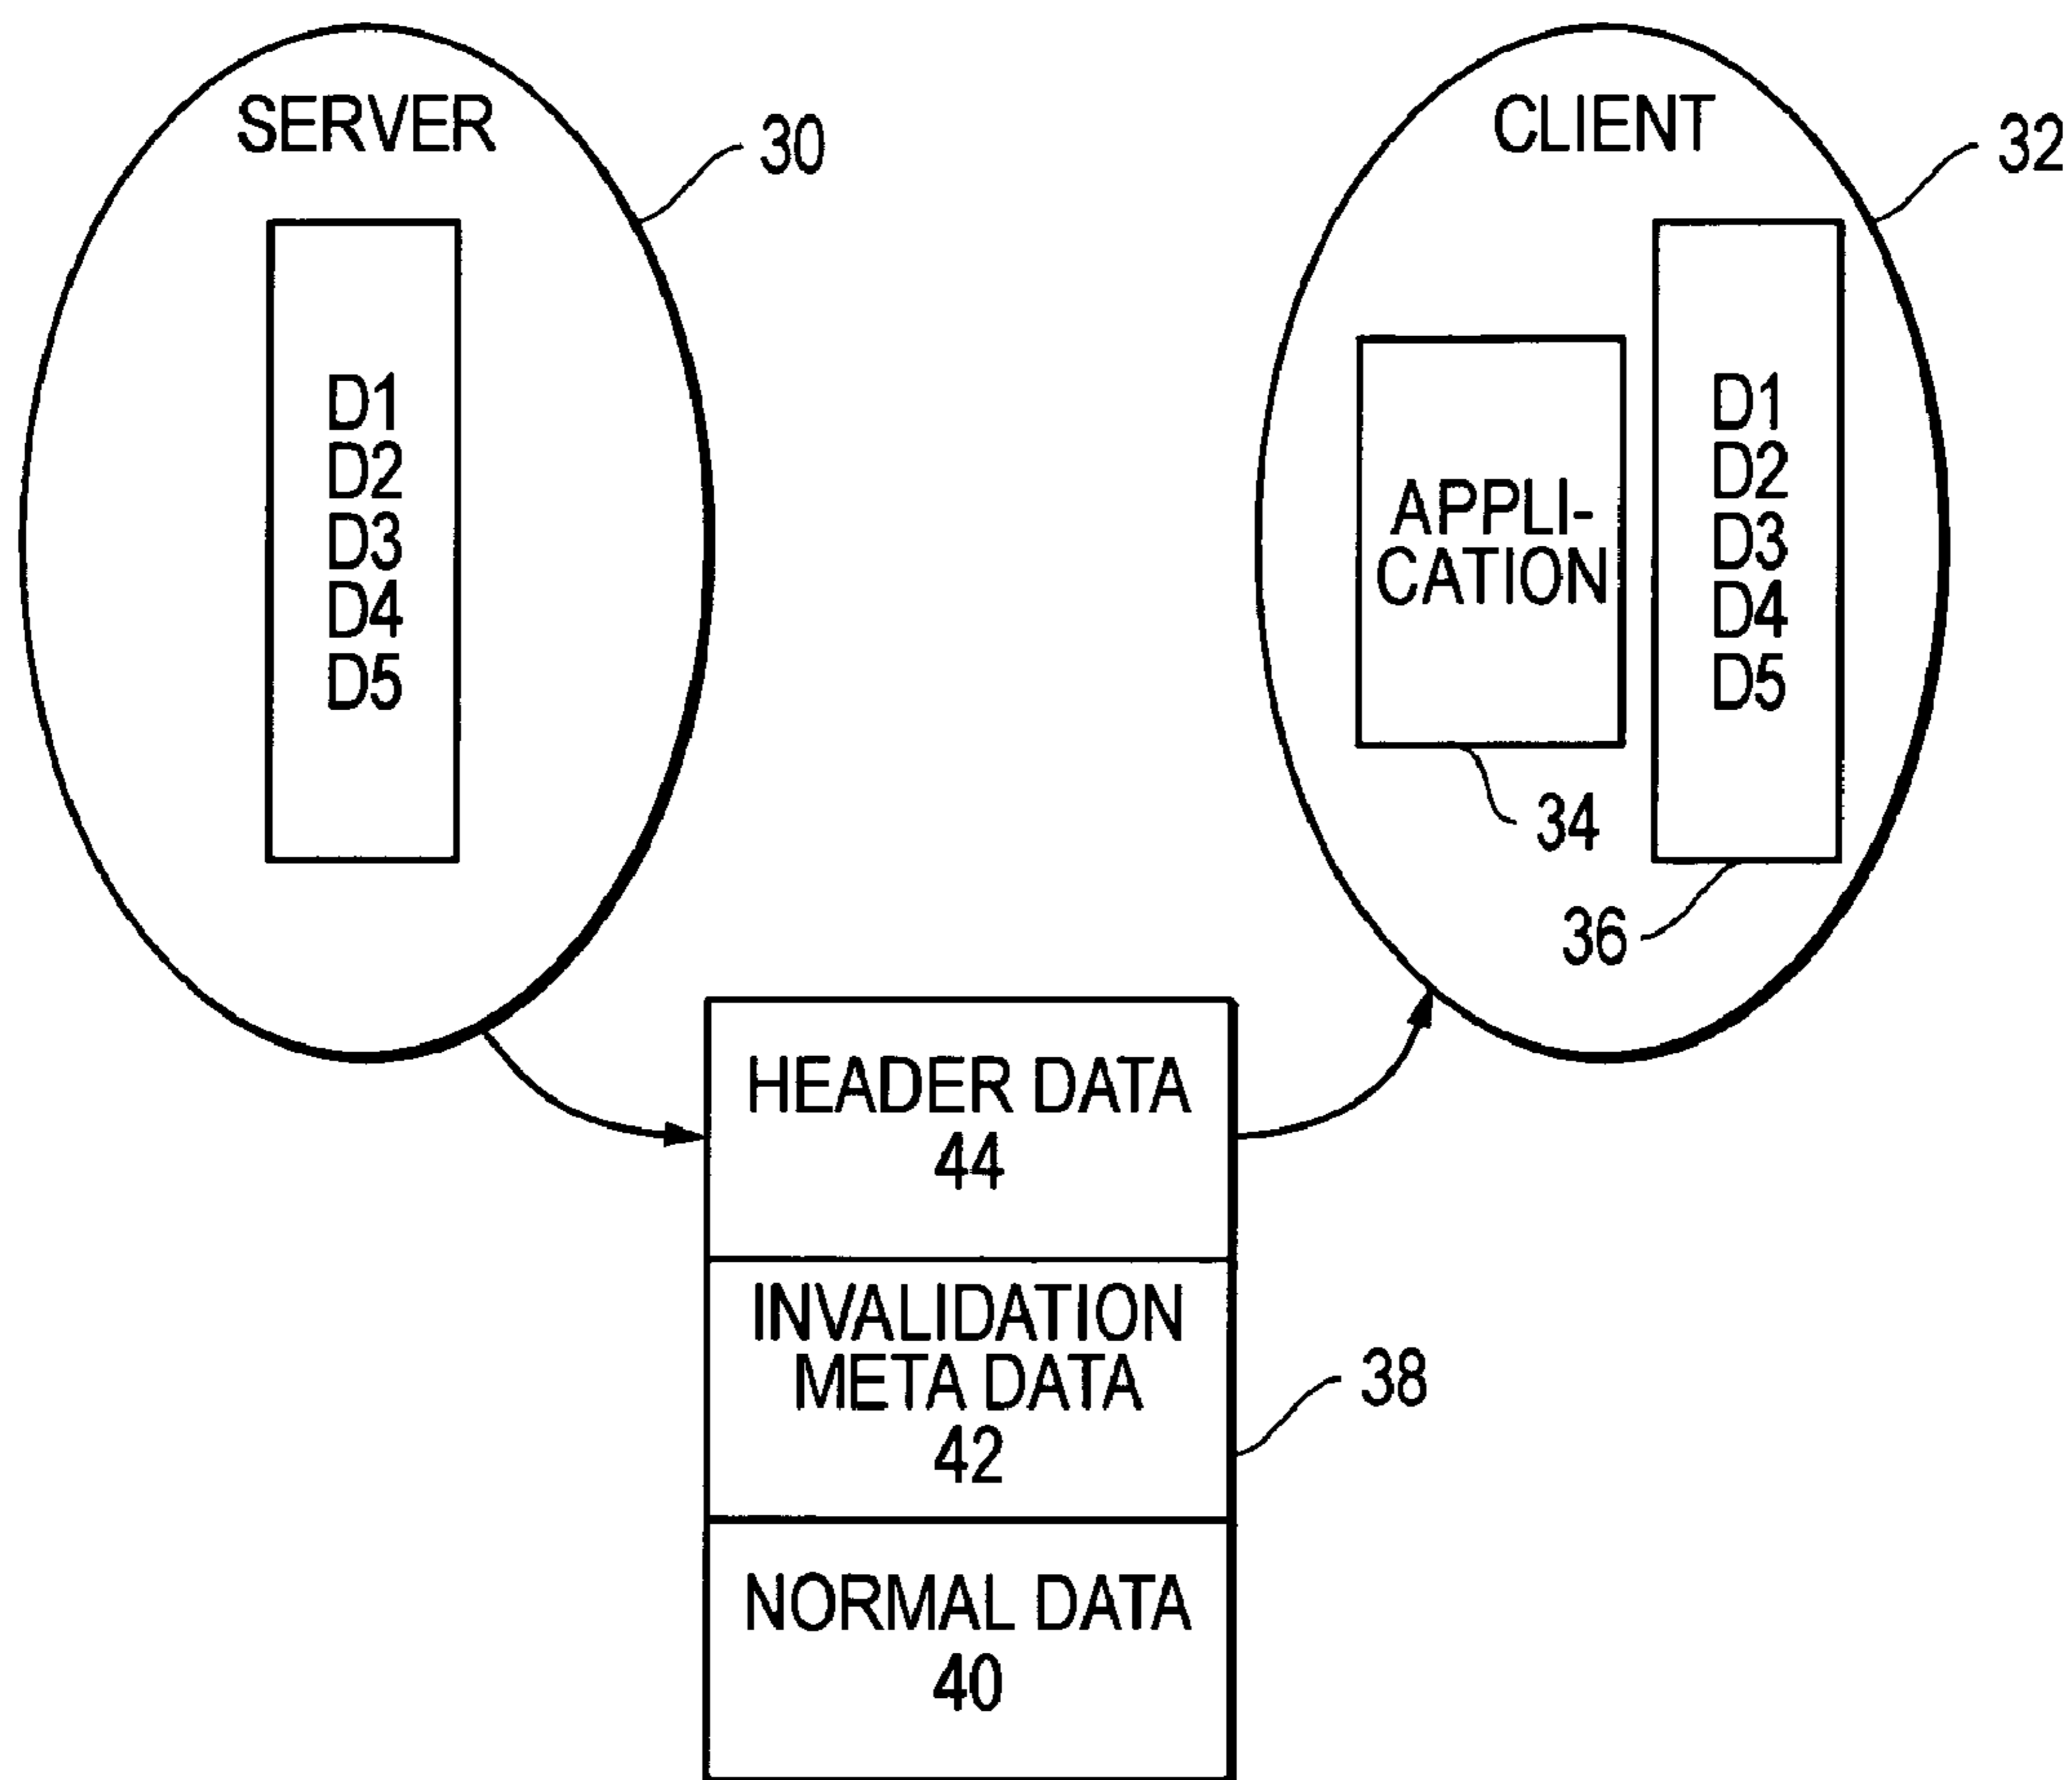 SERVER
30
D1
D2
D3
D4
D5
CLIENT
32
APPLI-
CATION
34
D1
D2
D3
D4
D5
36
HEADER DATA
44
INVALIDATION
META DATA
42
38
NORMAL DATA
40